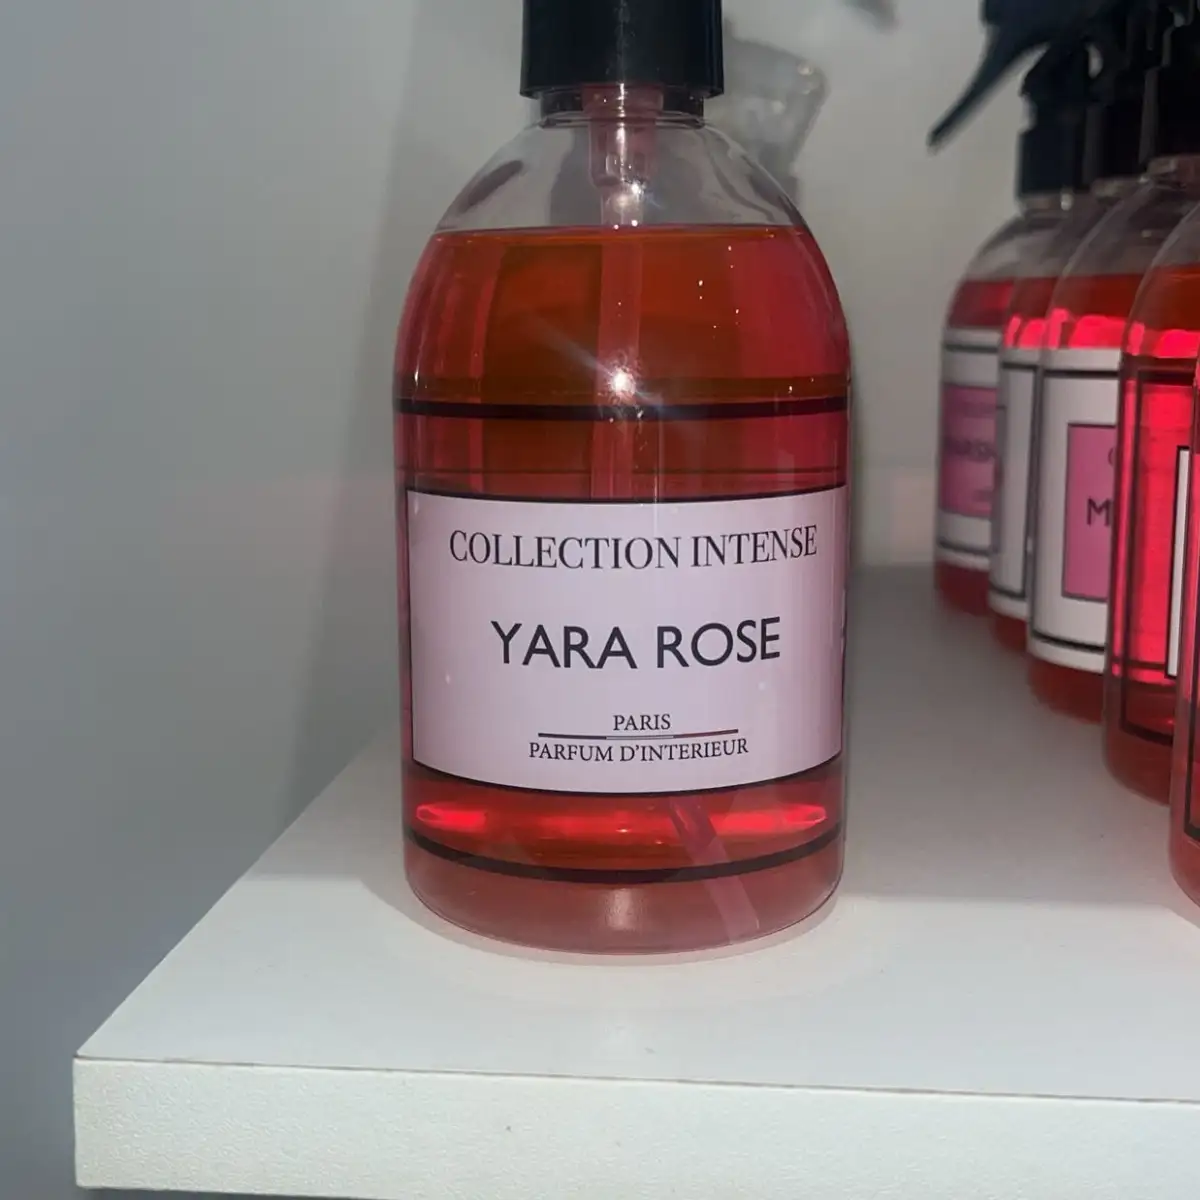 COLLECTION INTENSE
YARA ROSE
PARIS
PARFUM D'INTERIEUR